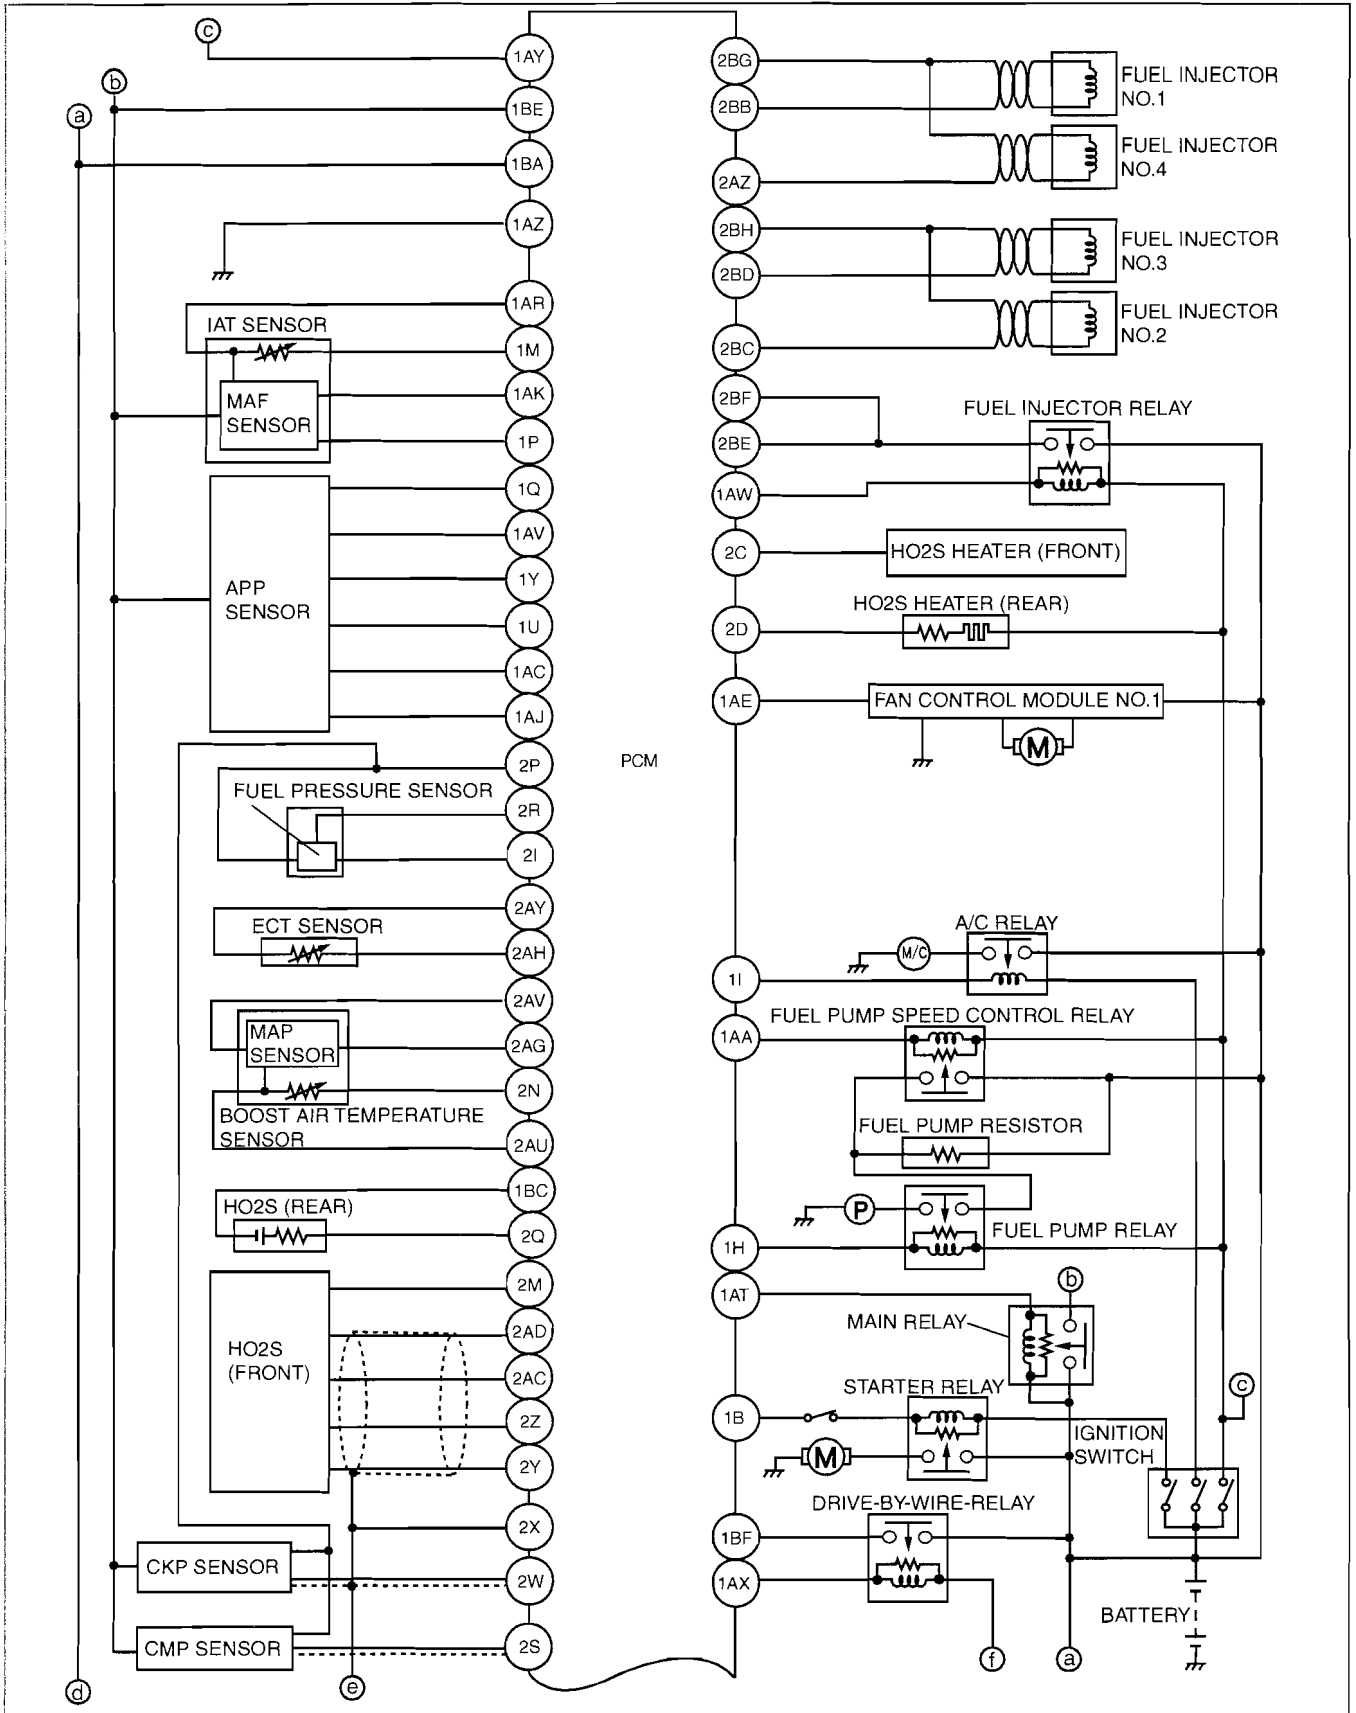 c
1AY
b
1BE
a
1BA
1AZ
1AR
IAT SENSOR
1M
MAF
SENSOR
1AK
1P
1Q
1AV
APP
SENSOR
1Y
1U
1AC
1AJ
2P
FUEL PRESSURE SENSOR
2R
2I
2AY
ECT SENSOR
2AH
2AV
MAP
SENSOR
2AG
2N
BOOST AIR TEMPERATURE
SENSOR
2AU
1BC
HO2S (REAR)
2Q
2M
2AD
HO2S
(FRONT)
2AC
2Z
2Y
2X
CKP SENSOR
2W
CMP SENSOR
2S
d
e
PCM
2BG
FUEL INJECTOR
NO.1
2BB
FUEL INJECTOR
NO.4
2AZ
2BH
FUEL INJECTOR
NO.3
2BD
FUEL INJECTOR
NO.2
2BC
2BF
FUEL INJECTOR RELAY
2BE
1AW
2C
HO2S HEATER (FRONT)
HO2S HEATER (REAR)
2D
1AE
FAN CONTROL MODULE NO.1
M
A/C RELAY
M/C
1I
FUEL PUMP SPEED CONTROL RELAY
1AA
FUEL PUMP RESISTOR
P
FUEL PUMP RELAY
1H
1AT
b
MAIN RELAY
STARTER RELAY
c
1B
IGNITION
SWITCH
M
DRIVE-BY-WIRE-RELAY
1BF
1AX
BATTERY
f
a